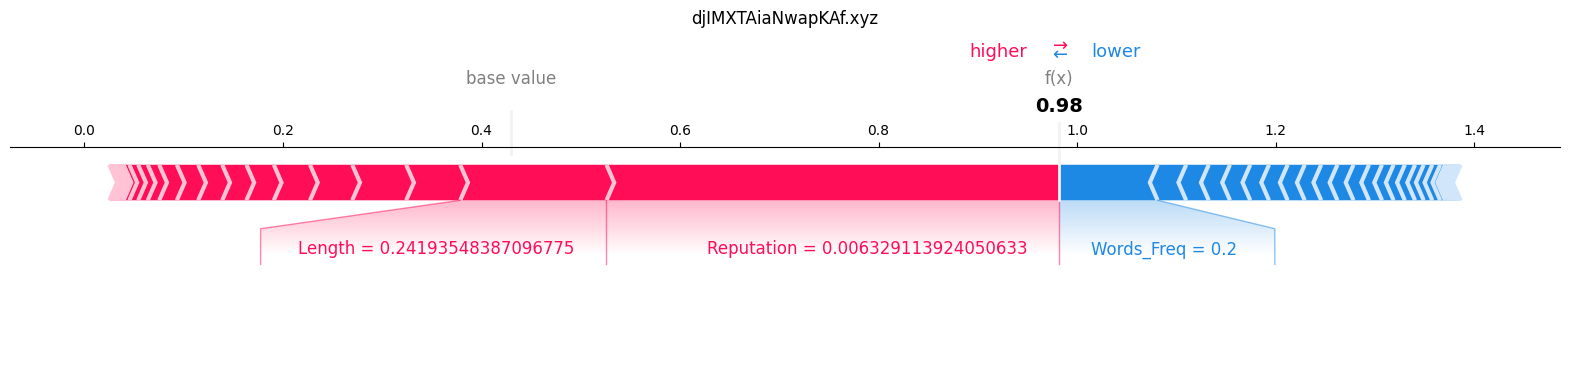 djIMXTAiaNwapKAf.xyz
higher → ← lower
base value f(x)
0.98
0.0 0.2 0.4 0.6 0.8 1.0 1.2 1.4
Length = 0.24193548387096775 Reputation = 0.006329113924050633 Words_Freq = 0.2